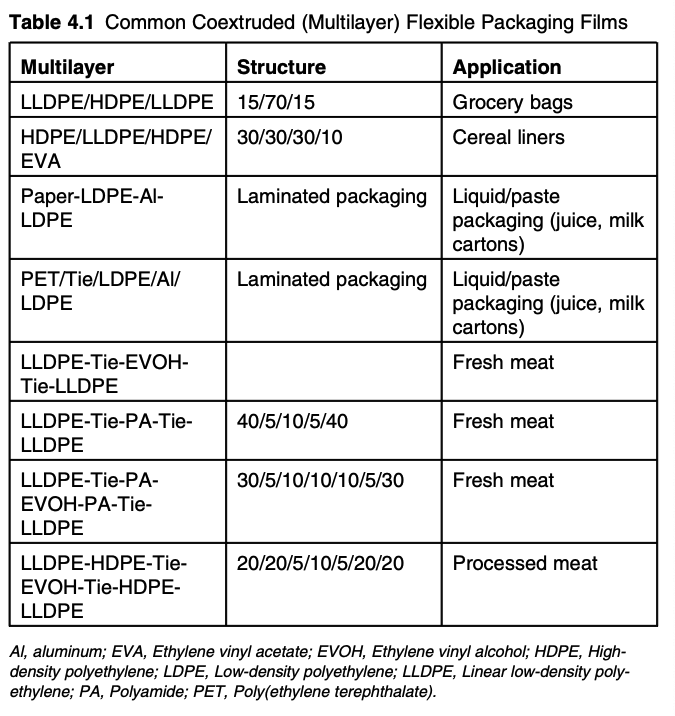 Table 4.1 Common Coextruded (Multilayer) Flexible Packaging Films
Multilayer Structure Application
LLDPE/HDPE/LLDPE 15/70/15 Grocery bags
HDPE/LLDPE/HDPE/ 30/30/30/10 Cereal liners
EVA
Paper-LDPE-Al- Laminated packaging Liquid/paste
LDPE packaging (juice, milk
cartons)
PET/Tie/LDPE/Al/ Laminated packaging Liquid/paste
LDPE packaging (juice, milk
cartons)
LLDPE-Tie-EVOH- Fresh meat
Tie-LLDPE
LLDPE-Tie-PA-Tie- 40/5/10/5/40 Fresh meat
LLDPE
LLDPE-Tie-PA- 30/5/10/10/10/5/30 Fresh meat
EVOH-PA-Tie-
LLDPE
LLDPE-HDPE-Tie- 20/20/5/10/5/20/20 Processed meat
EVOH-Tie-HDPE-
LLDPE
Al, aluminum; EVA, Ethylene vinyl acetate; EVOH, Ethylene vinyl alcohol; HDPE, High-
density polyethylene; LDPE, Low-density polyethylene; LLDPE, Linear low-density poly-
ethylene; PA, Polyamide; PET, Poly(ethylene terephthalate).